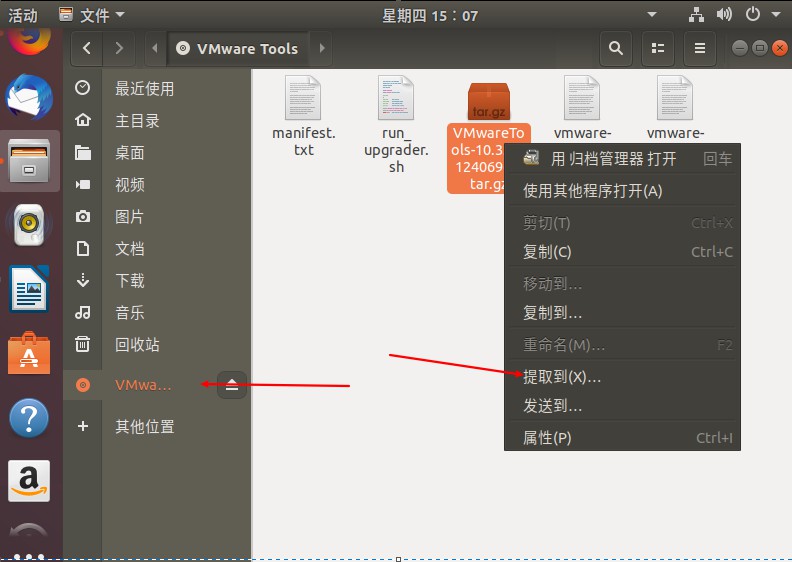 活动
文件
星期四 15：07
VMware Tools
最近使用
主目录
桌面
视频
图片
文档
下载
音乐
回收站
VMwa...
其他位置
manifest.
txt
run_
upgrader.
sh
tar.gz
VMwareTo
ols-10.3
124069
tar.gz
vmware-
vmware-
用 归档管理器 打开 回车
使用其他程序打开(A)
剪切(T) Ctrl+X
复制(C) Ctrl+C
移动到...
复制到...
重命名(M)... F2
提取到(X)...
发送到...
属性(P) Ctrl+I